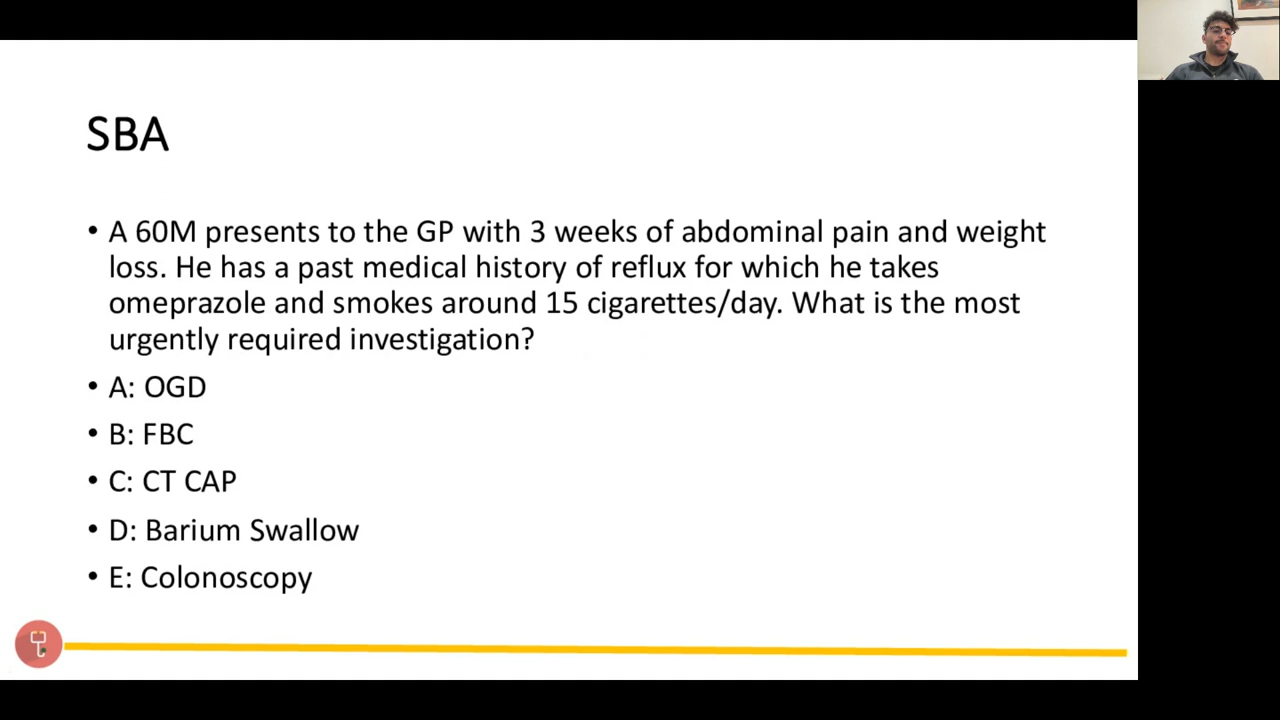 SBA
• A 60M presents to the GP with 3 weeks of abdominal pain and weight
loss. He has a past medical history of reflux for which he takes
omeprazole and smokes around 15 cigarettes/day. What is the most
urgently required investigation?
• A: OGD
• B: FBC
• C: CT CAP
• D: Barium Swallow
• E: Colonoscopy